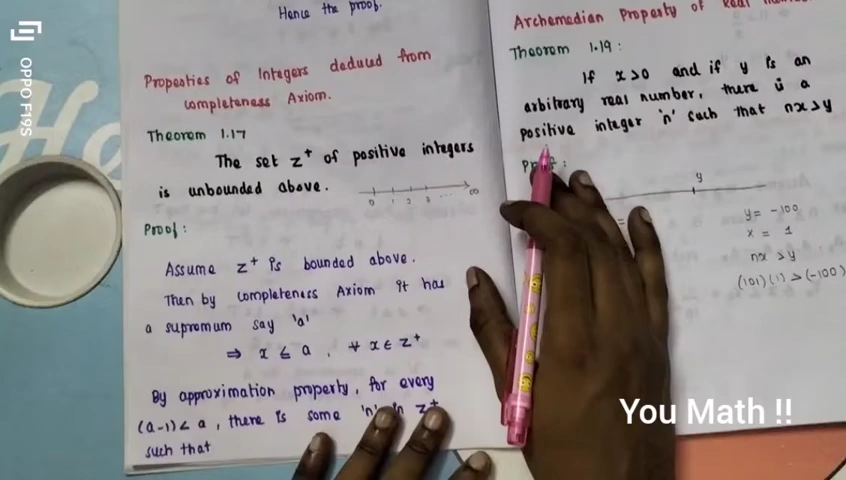 OPPO F19S
Hence the proof.
Properties of Integers deduced from
completeness Axiom.
Theorem 1.17
The set Z⁺ of positive integers
is unbounded above.
0 1 2 3 ... ∞
Proof:
Assume Z⁺ is bounded above.
Then by completeness Axiom it has
a supremum say 'a'
⇒ x ≤ a , ∀ x ∈ Z⁺
By approximation property, for every
(a-1) < a , there is some 'n' in Z⁺
such that
Archemedian Property of Real
Theorem 1.19:
If x > 0 and if y is an
arbitrary real number, there is a
positive integer 'n' such that nx > y
y
y = -100
x = 1
nx > y
(101)(1) > (-100)
You Math !!